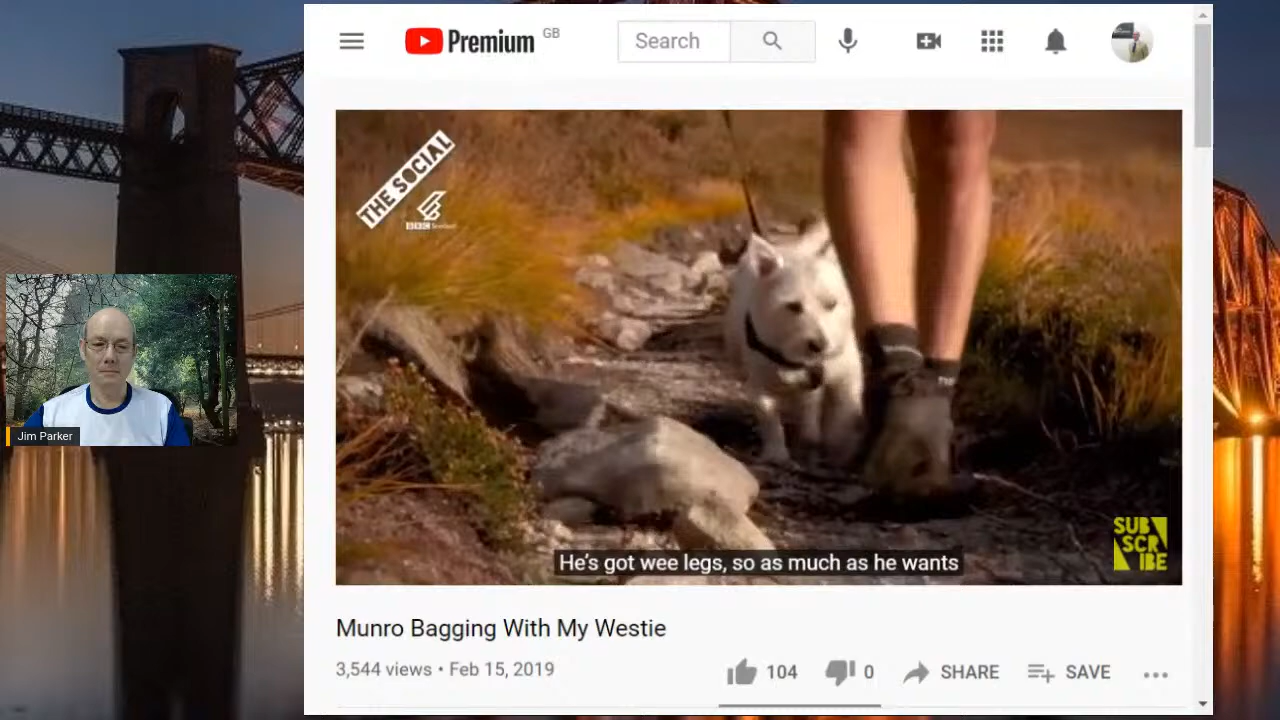 Premium GB
Search
THE SOCIAL
BBC Scotland
He's got wee legs, so as much as he wants
SUB
SCR
IBE
Jim Parker
Munro Bagging With My Westie
3,544 views • Feb 15, 2019
104
0
SHARE
SAVE